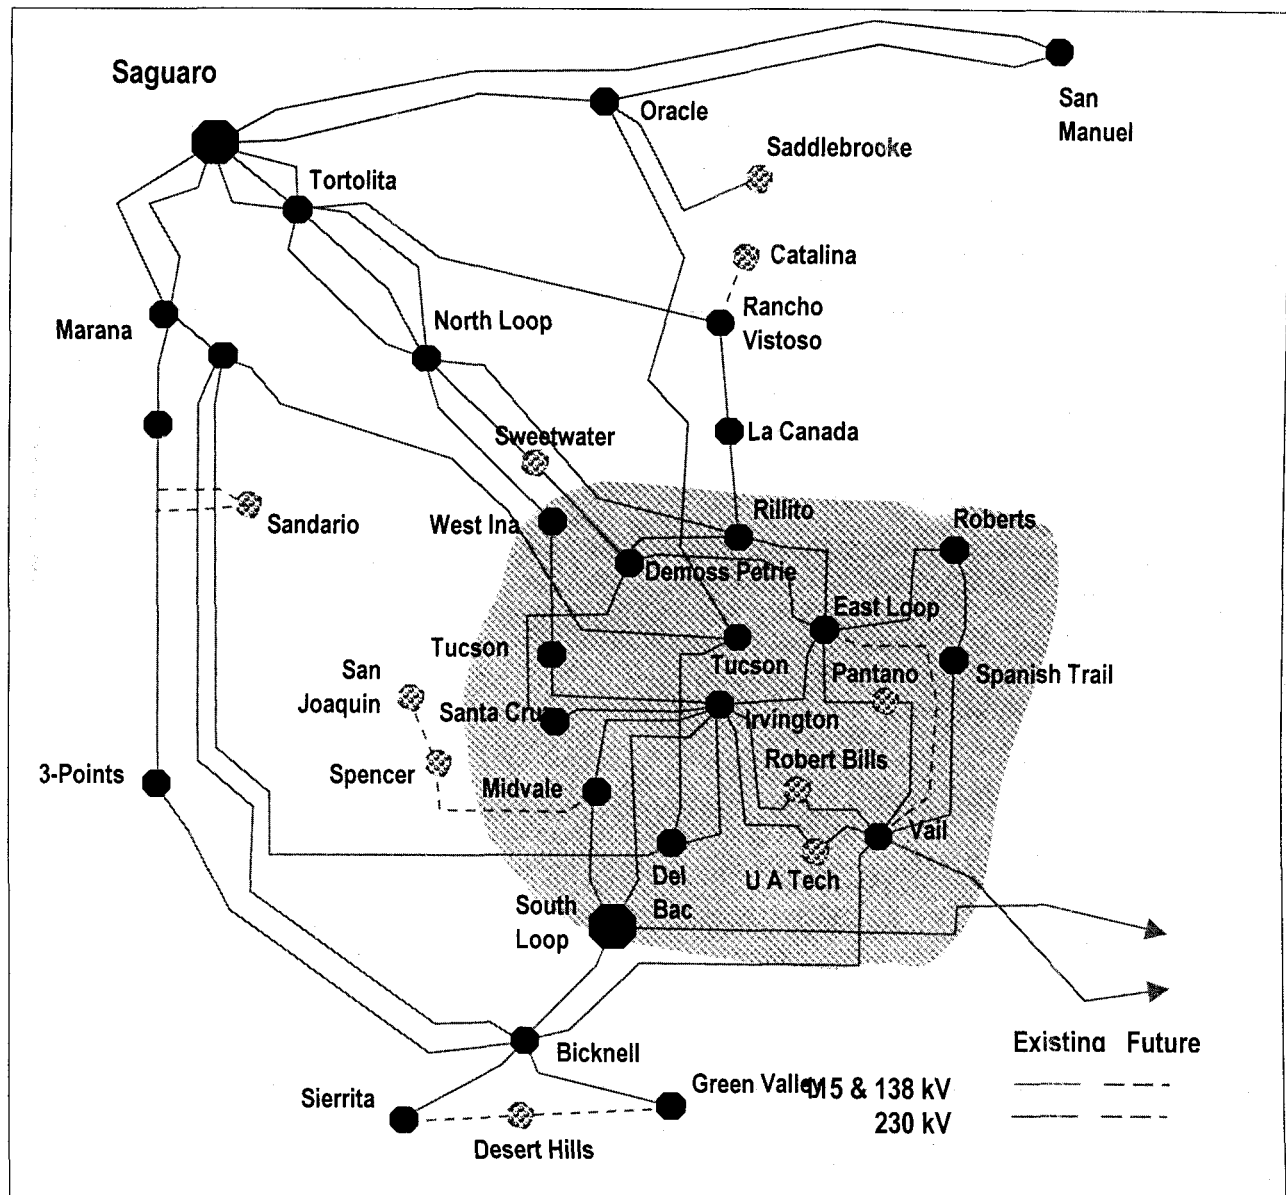 Saguaro
Oracle
San
Manuel
Saddlebrooke
Tortolita
Catalina
Rancho
Vistoso
North Loop
Marana
La Canada
Sweetwater
Sandario
West Ina
Rillito
Roberts
Demoss Petrie
East Loop
Tucson
Tucson
Pantano
Spanish Trail
San
Joaquin
Santa Cruz
Irvington
3-Points
Spencer
Midvale
Robert Bills
Vail
Del
Bac
U A Tech
South
Loop
Bicknell
Existing Future
Sierrita
Green Valley
115 & 138 kV
230 kV
Desert Hills